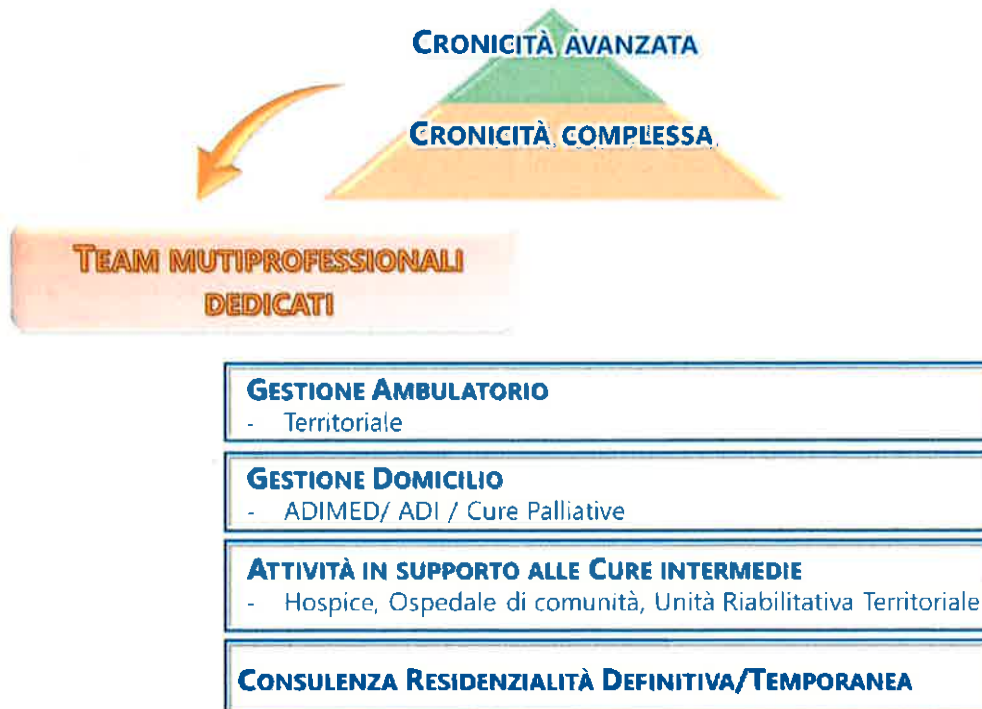 CRONICITÀ AVANZATA
CRONICITÀ COMPLESSA
TEAM MUTIPROFESSIONALI
DEDICATI
GESTIONE AMBULATORIO
- Territoriale
GESTIONE DOMICILIO
- ADIMED/ ADI / Cure Palliative
ATTIVITÀ IN SUPPORTO ALLE CURE INTERMEDIE
- Hospice, Ospedale di comunità, Unità Riabilitativa Territoriale
CONSULENZA RESIDENZIALITÀ DEFINITIVA/TEMPORANEA